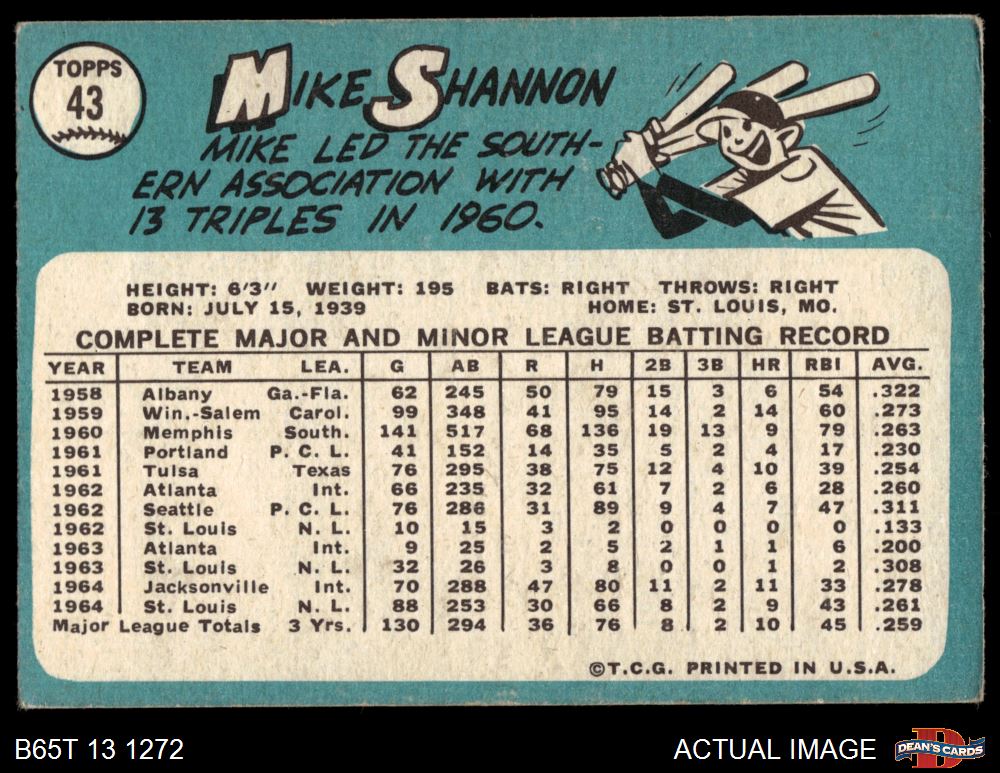 TOPPS
43
MIKE SHANNON
MIKE LED THE SOUTH-
ERN ASSOCIATION WITH
13 TRIPLES IN 1960.
HEIGHT: 6'3" WEIGHT: 195 BATS: RIGHT THROWS: RIGHT
BORN: JULY 15, 1939 HOME: ST. LOUIS, MO.
COMPLETE MAJOR AND MINOR LEAGUE BATTING RECORD
YEAR TEAM LEA. G AB R H 2B 3B HR RBI AVG.
1958 Albany Ga.-Fla. 62 245 50 79 15 3 6 54 .322
1959 Win.-Salem Carol. 99 348 41 95 14 2 14 60 .273
1960 Memphis South. 141 517 68 136 19 13 9 79 .263
1961 Portland P. C. L. 41 152 14 35 5 2 4 17 .230
1961 Tulsa Texas 76 295 38 75 12 4 10 39 .254
1962 Atlanta Int. 66 235 32 61 7 2 6 28 .260
1962 Seattle P. C. L. 76 286 31 89 9 4 7 47 .311
1962 St. Louis N. L. 10 15 3 2 0 0 0 0 .133
1963 Atlanta Int. 9 25 2 5 2 1 1 6 .200
1963 St. Louis N. L. 32 26 3 8 0 0 1 2 .308
1964 Jacksonville Int. 70 288 47 80 11 2 11 33 .278
1964 St. Louis N. L. 88 253 30 66 8 2 9 43 .261
Major League Totals 3 Yrs. 130 294 36 76 8 2 10 45 .259
©T.C.G. PRINTED IN U.S.A.
B65T 13 1272 ACTUAL IMAGE
D
DEAN'S CARDS